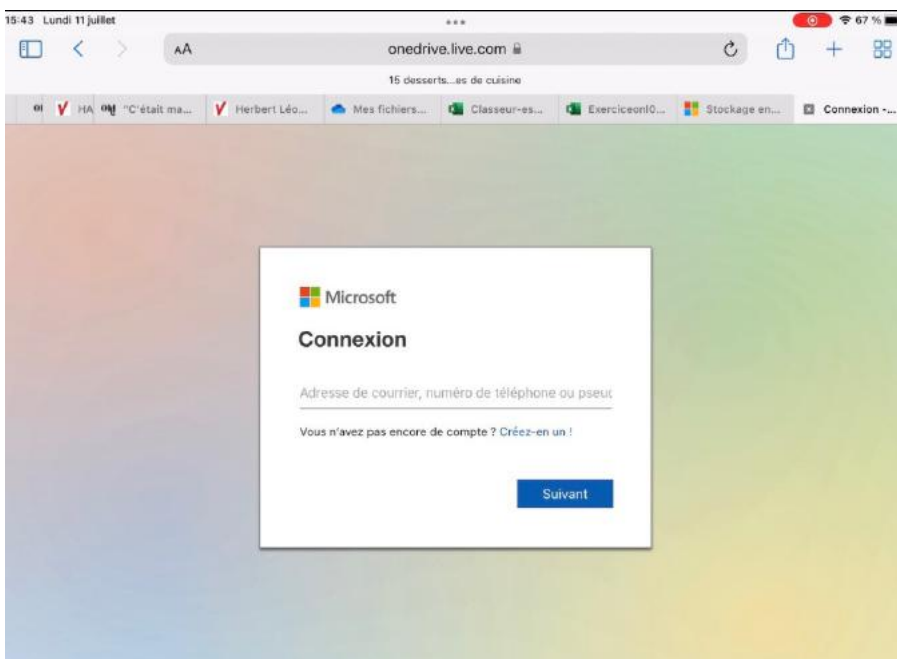 15:43 Lundi 11 juillet
67 %
AA
onedrive.live.com
15 desserts...es de cuisine
HA
"C'était ma...
Herbert Léo...
Mes fichiers...
Classeur-es...
Stockage en...
Connexion -...
Microsoft
Connexion
Adresse de courrier, numéro de téléphone ou pseud
Vous n'avez pas encore de compte ? Créez-en un !
Suivant